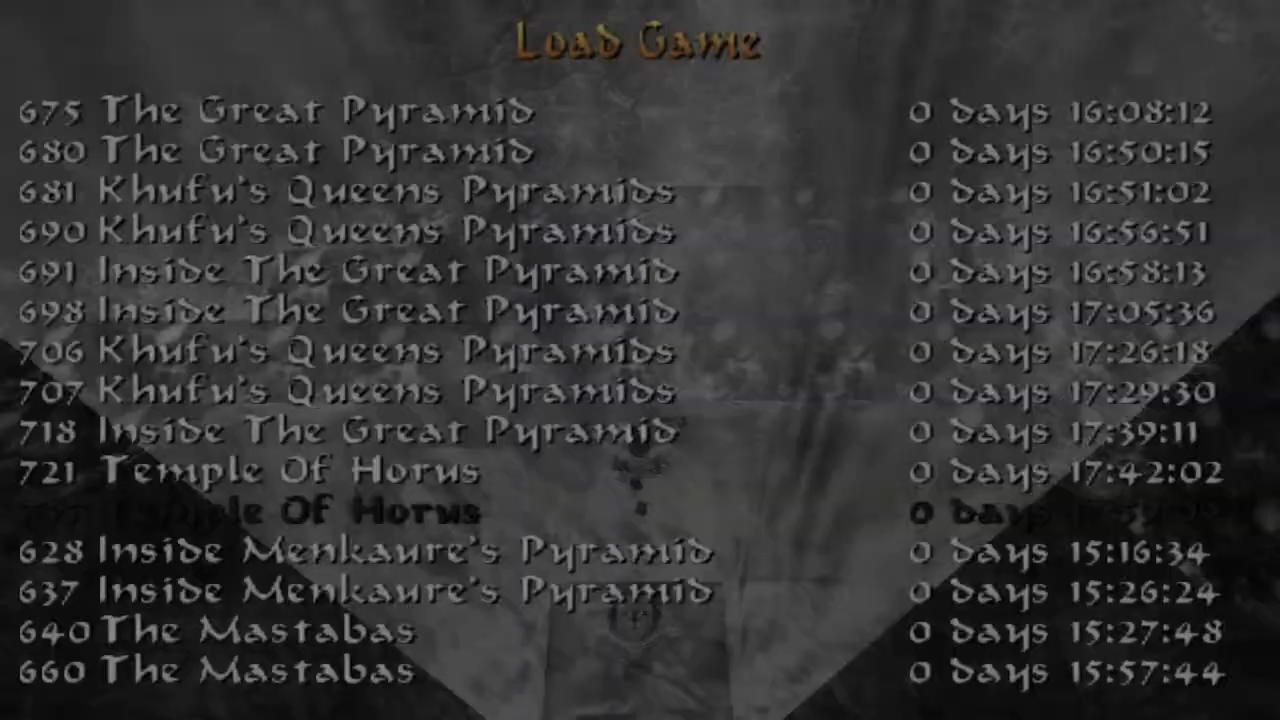 Load Game
675 The Great Pyramid 0 days 16:08:12
680 The Great Pyramid 0 days 16:50:15
681 Khufu's Queens Pyramids 0 days 16:51:02
690 Khufu's Queens Pyramids 0 days 16:56:51
691 Inside The Great Pyramid 0 days 16:58:13
698 Inside The Great Pyramid 0 days 17:05:36
706 Khufu's Queens Pyramids 0 days 17:26:18
707 Khufu's Queens Pyramids 0 days 17:29:30
718 Inside The Great Pyramid 0 days 17:39:11
721 Temple Of Horus 0 days 17:42:02
Temple Of Horus 0 days
628 Inside Menkaure's Pyramid 0 days 15:16:34
637 Inside Menkaure's Pyramid 0 days 15:26:24
640 The Mastabas 0 days 15:27:48
660 The Mastabas 0 days 15:57:44